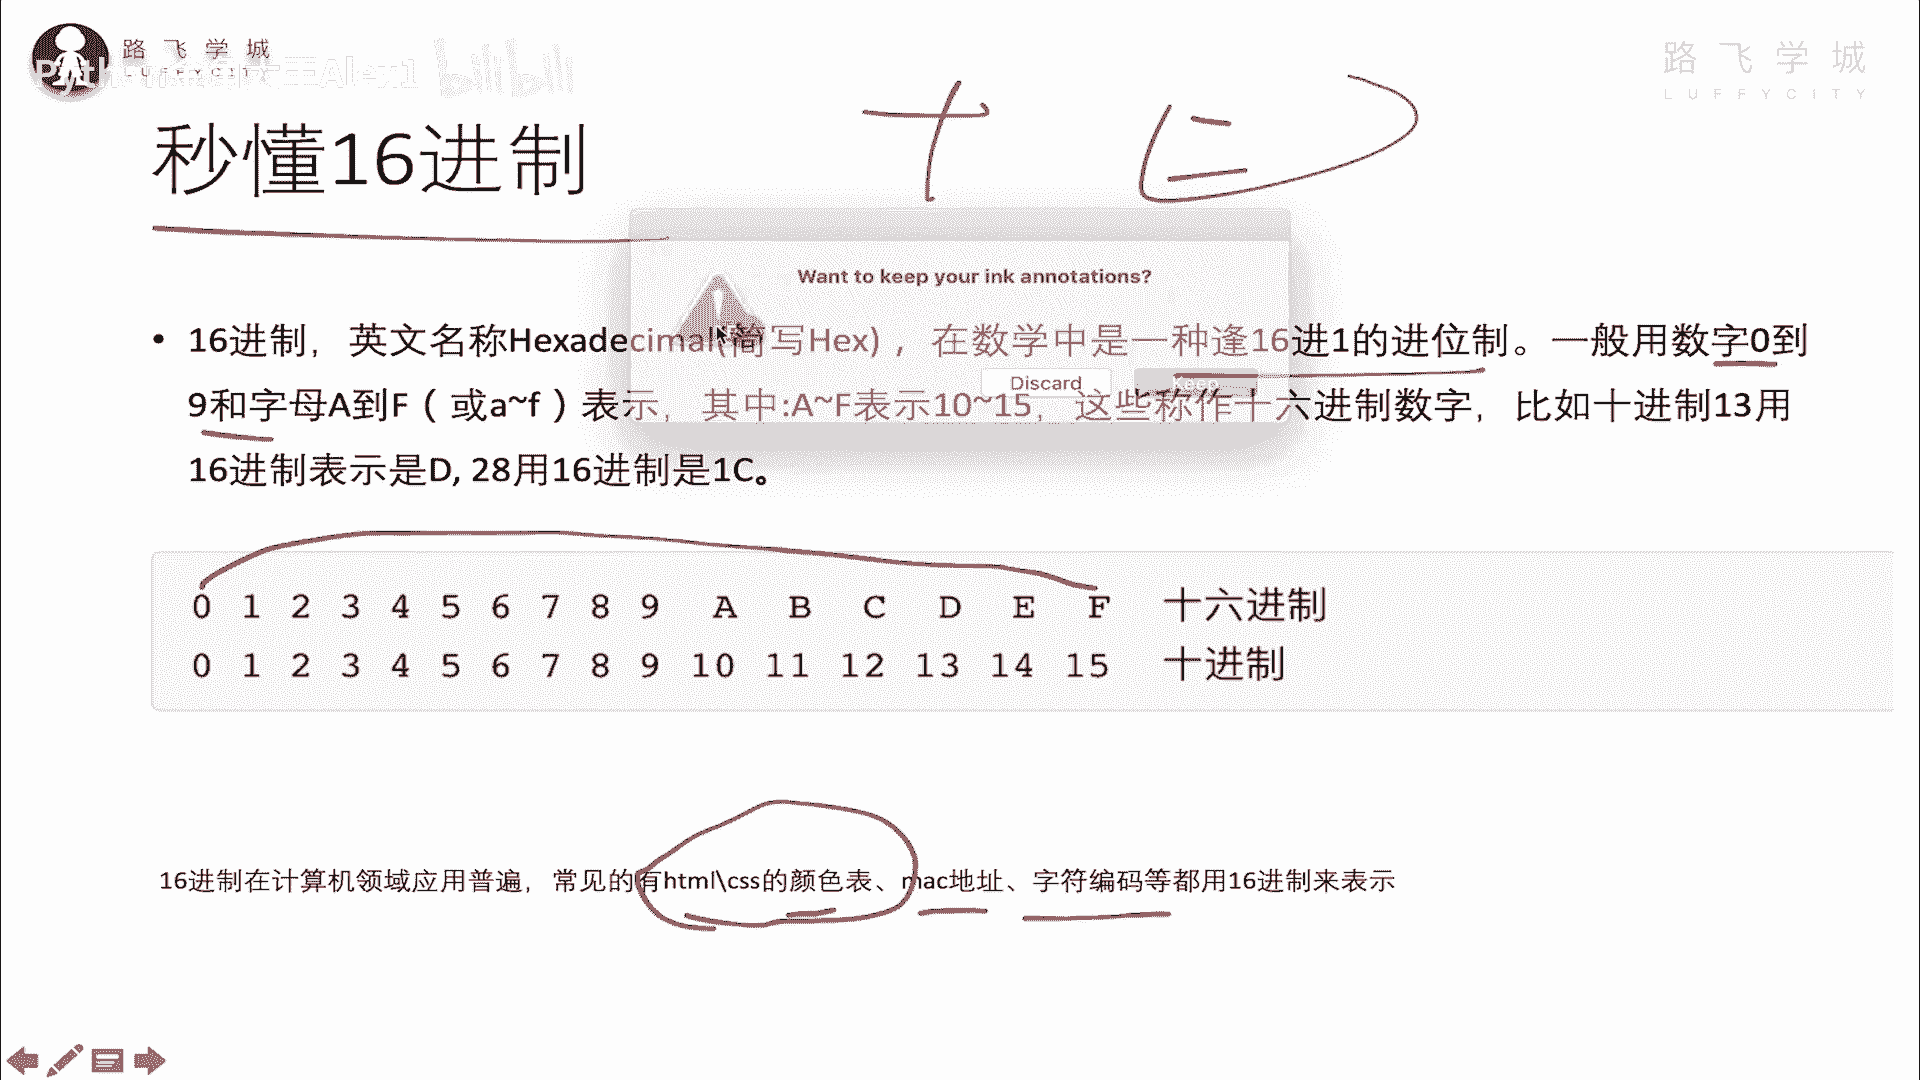 路飞学城
LUFFYCITY
bilibili
路飞学城
LUFFYCITY
十 二
秒懂16进制
Want to keep your ink annotations?
Discard
Keep
• 16进制，英文名称Hexadecimal(简写Hex)，在数学中是一种逢16进1的进位制。一般用数字0到
9和字母A到F（或a~f）表示，其中:A~F表示10~15，这些称作十六进制数字，比如十进制13用
16进制表示是D, 28用16进制是1C。
0 1 2 3 4 5 6 7 8 9 A B C D E F 十六进制
0 1 2 3 4 5 6 7 8 9 10 11 12 13 14 15 十进制
16进制在计算机领域应用普遍，常见的有html\css的颜色表、mac地址、字符编码等都用16进制来表示